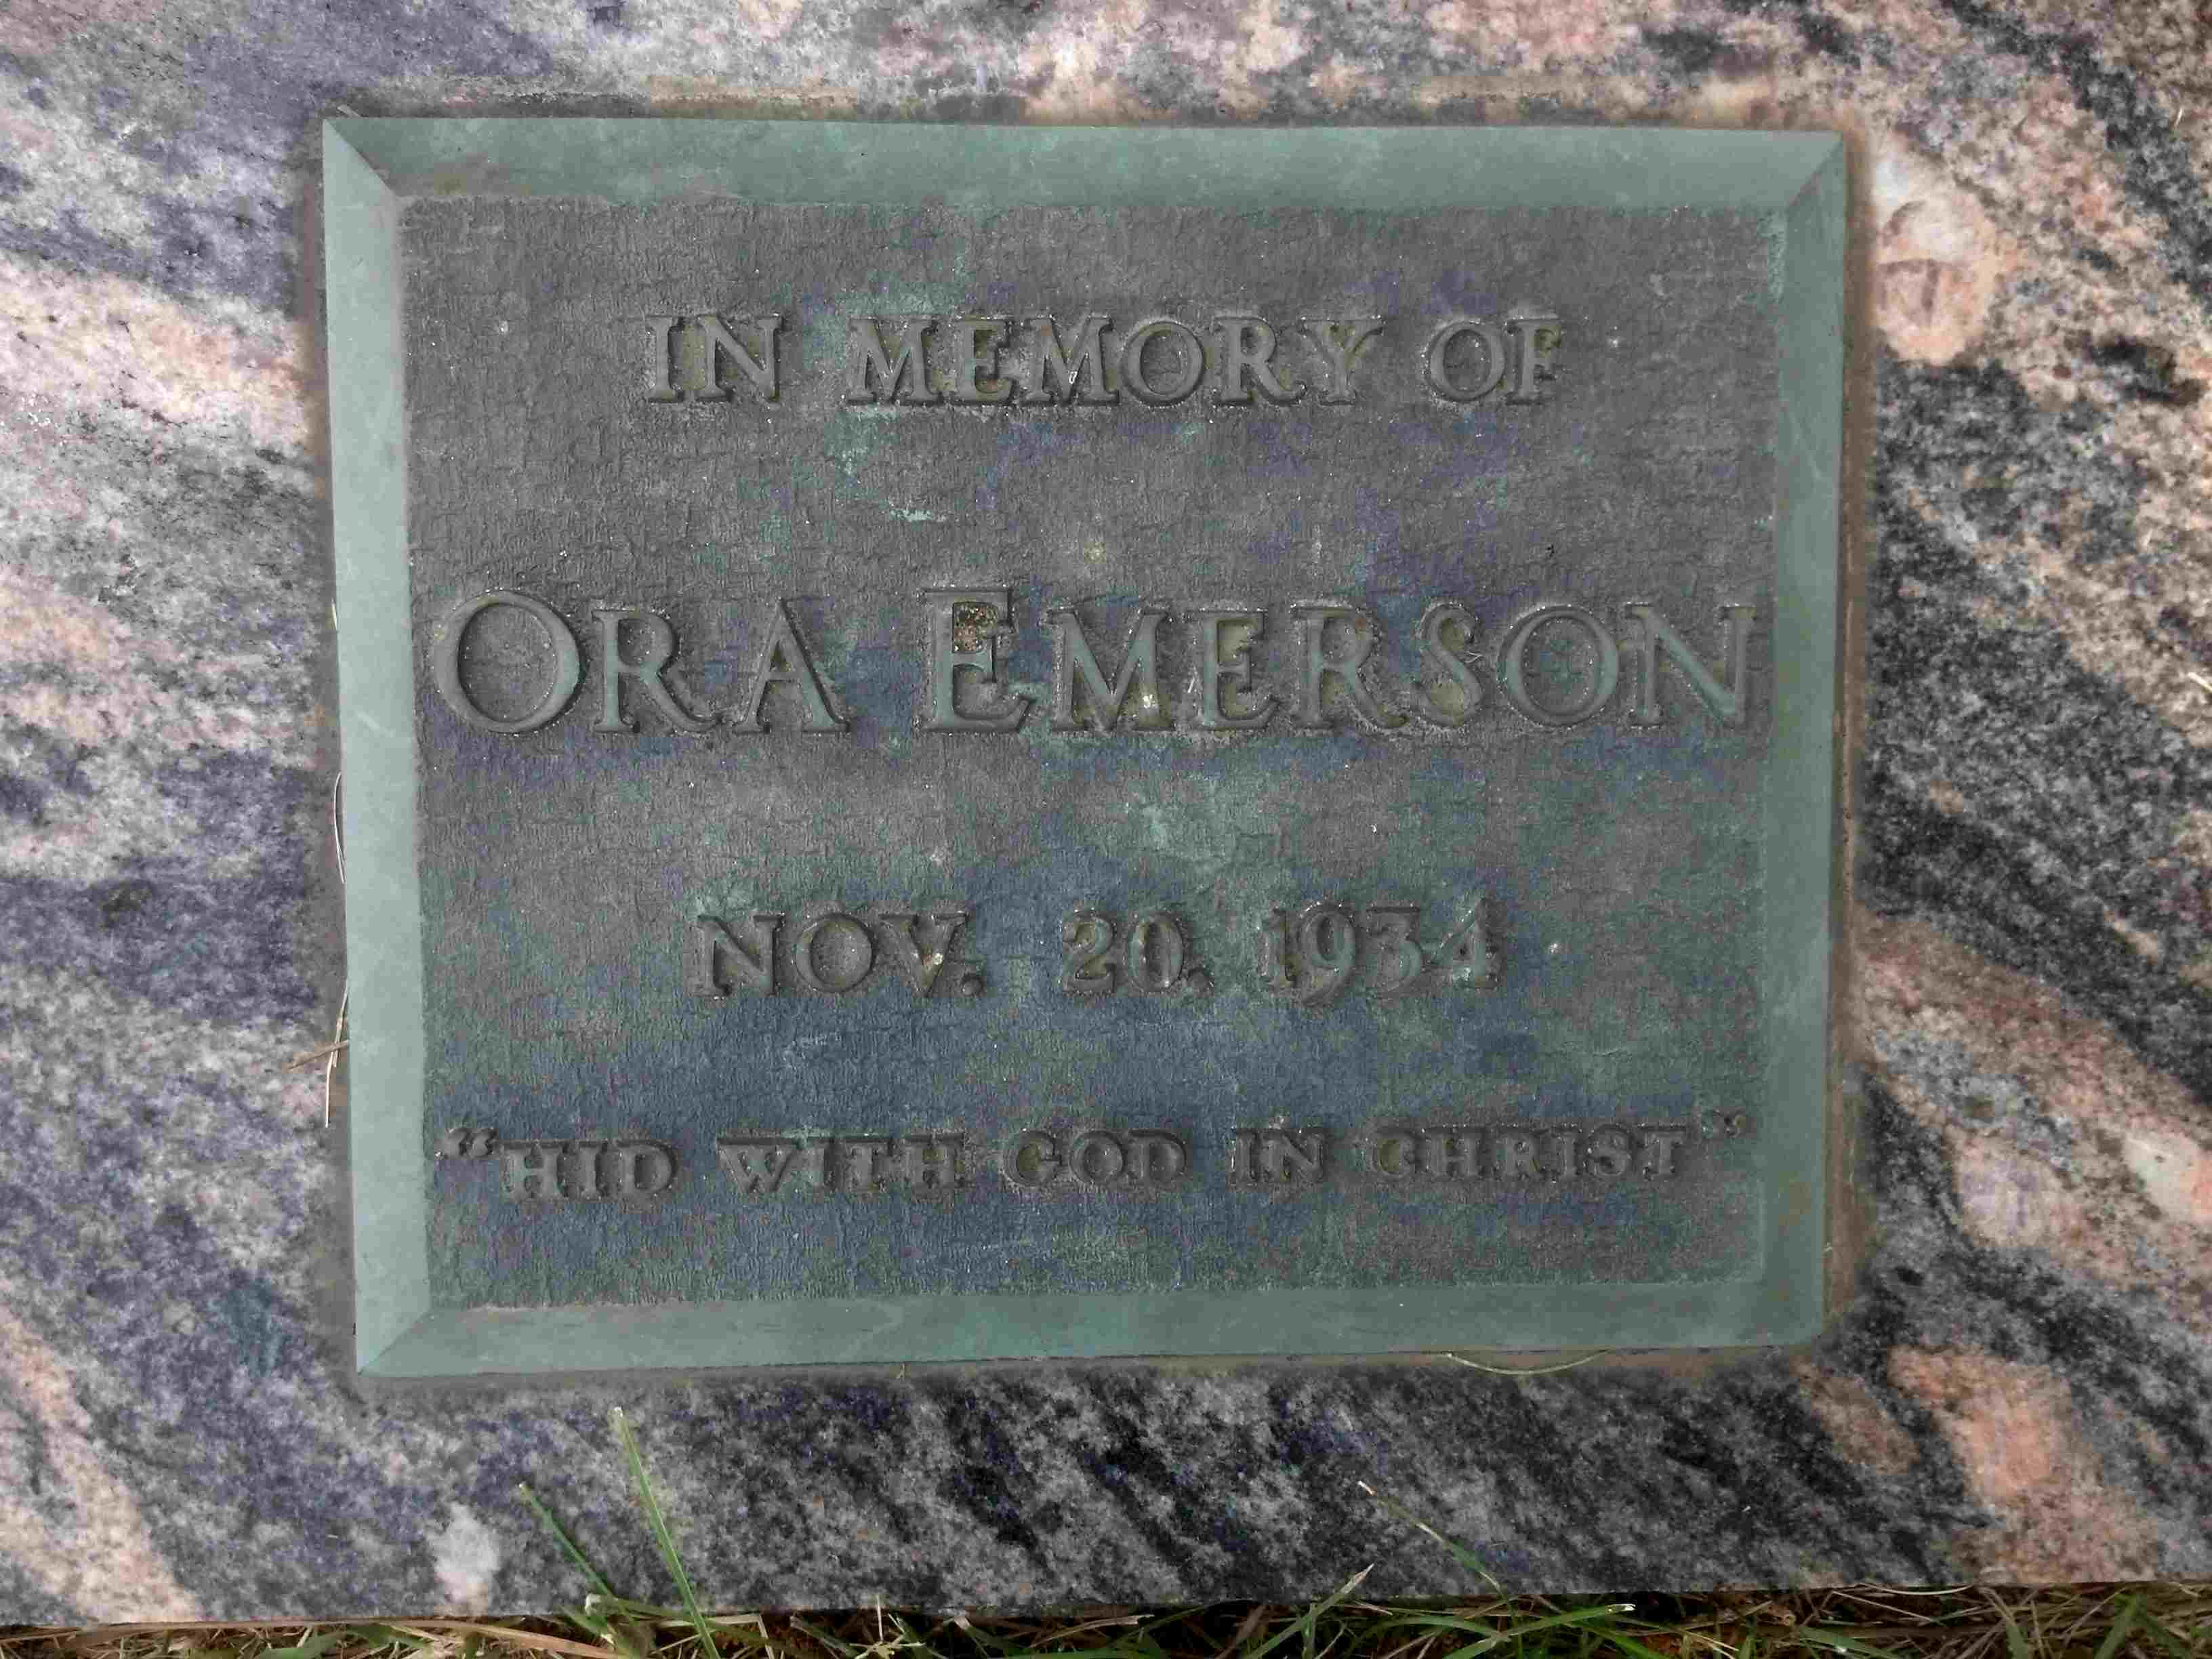 IN MEMORY OF
ORA EMERSON
NOV. 20. 1934
“HID WITH GOD IN CHRIST”